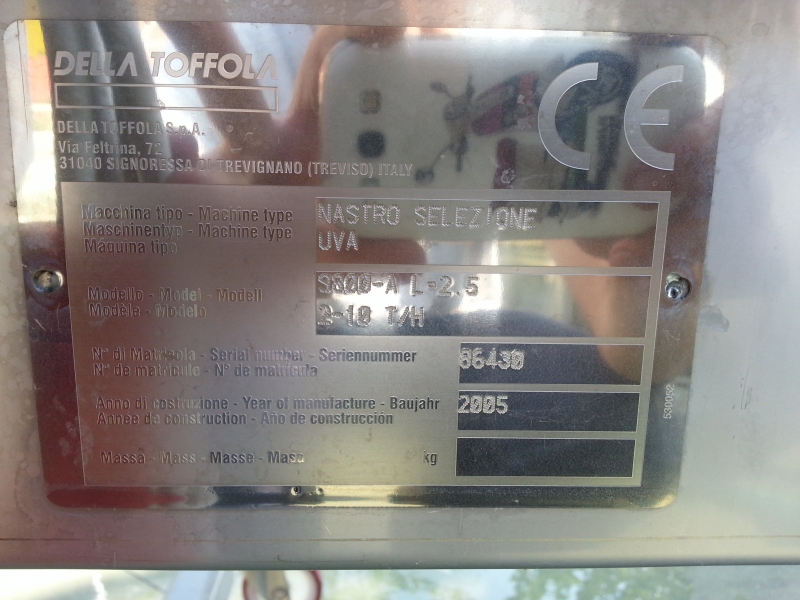 DELLA TOFFOLA
DELLA TOFFOLA S.p.A.
Via Feltrina, 72
31040 SIGNORESSA DI TREVIGNANO (TREVISO) ITALY
CE
Macchina tipo - Machine type
Maschinentyp - Machine type
Máquina tipo
NASTRO SELEZIONE
UVA
Modello - Model - Modell
Modèle - Modelo
-A L=2.5
T/H
N° di Matricola - Serial number - Seriennummer
N° de matricule - N° de matrícula
86430
Anno di costruzione - Year of manufacture - Baujahr
Année de construction - Año de construcción
2005
Massa - Mass - Masse - Masa kg
530062